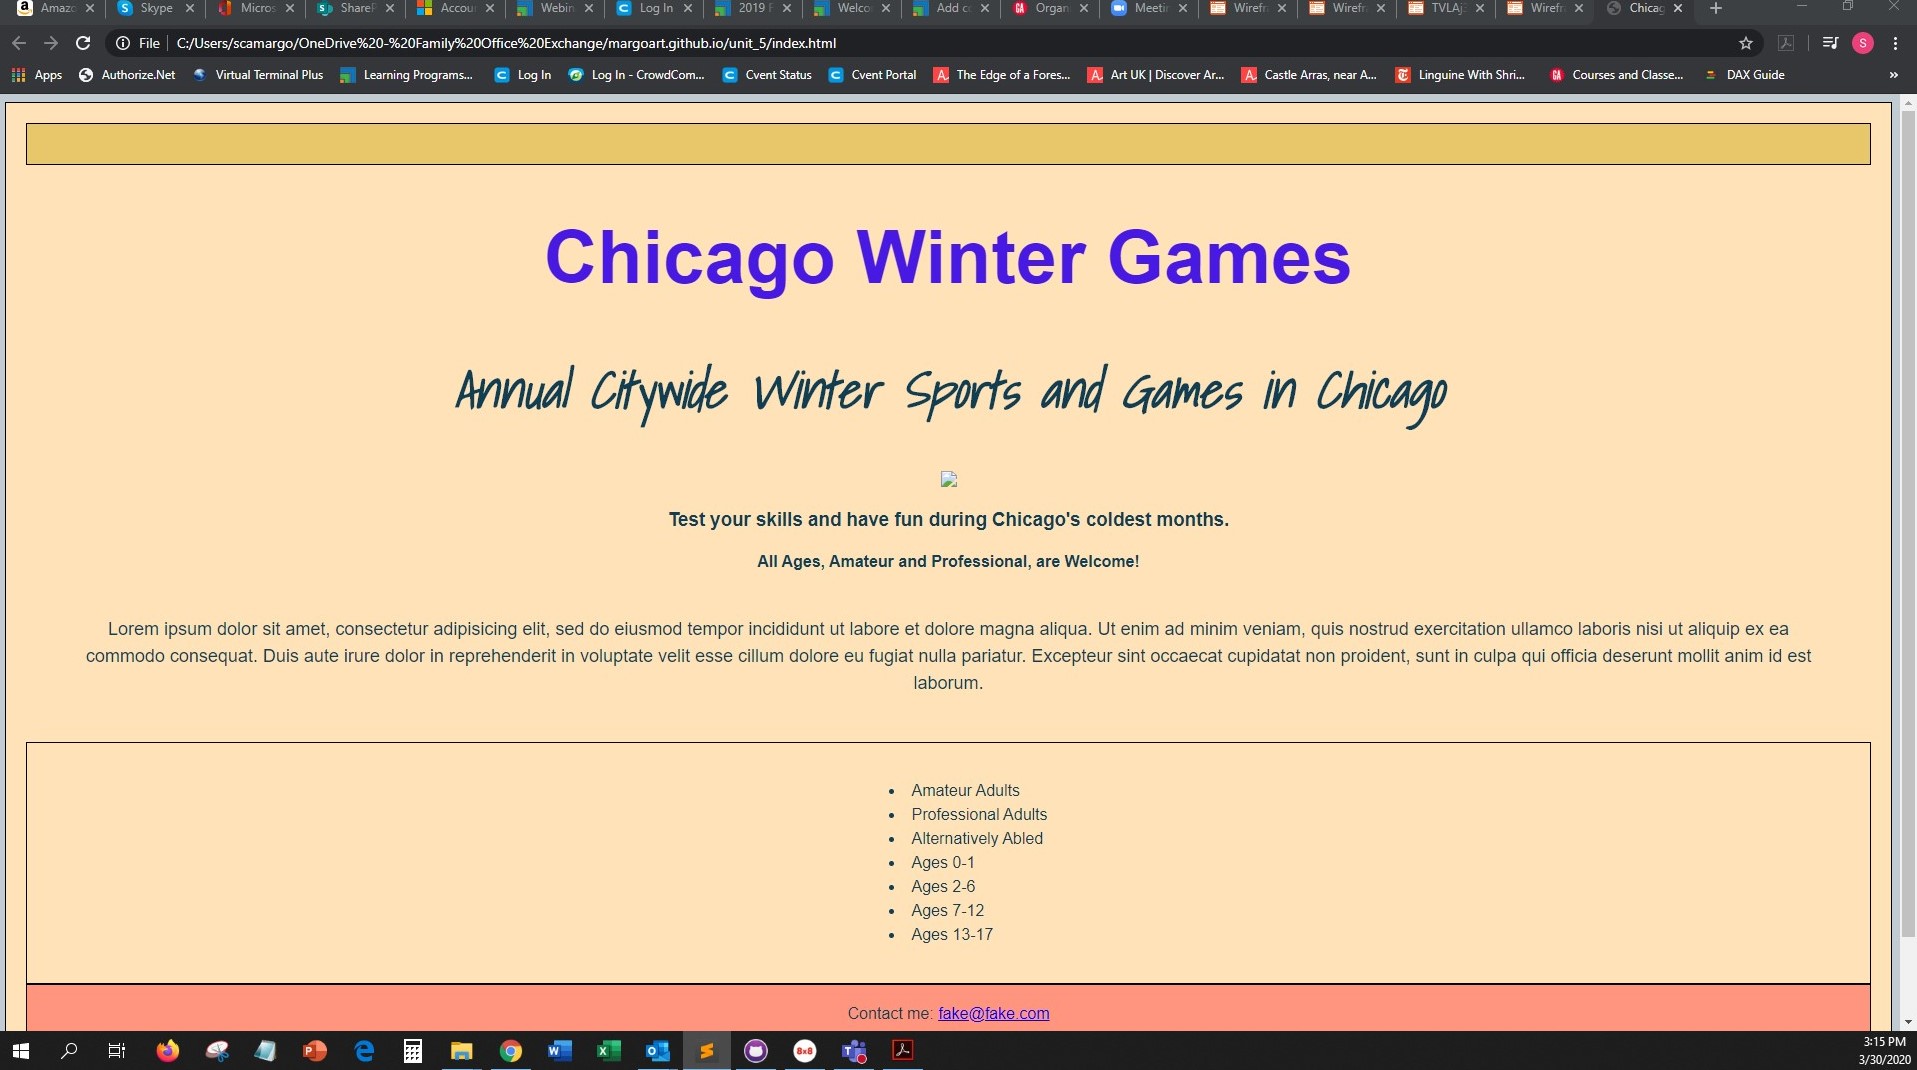 Amazo Skype Micros ShareP Accou Webin Log In 2019 F Welco Add co Organ Meetin Wirefra Wirefr TVLAjE Wirefr Chicag
File C:/Users/scamargo/OneDrive%20-%20Family%20Office%20Exchange/margoart.github.io/unit_5/index.html S
Apps Authorize.Net Virtual Terminal Plus Learning Programs... Log In Log In - CrowdCom... Cvent Status Cvent Portal The Edge of a Fores... Art UK | Discover Ar... Castle Arras, near A... Linguine With Shri... Courses and Classe... DAX Guide »
Chicago Winter Games
Annual Citywide Winter Sports and Games in Chicago
Test your skills and have fun during Chicago's coldest months.
All Ages, Amateur and Professional, are Welcome!
Lorem ipsum dolor sit amet, consectetur adipisicing elit, sed do eiusmod tempor incididunt ut labore et dolore magna aliqua. Ut enim ad minim veniam, quis nostrud exercitation ullamco laboris nisi ut aliquip ex ea
commodo consequat. Duis aute irure dolor in reprehenderit in voluptate velit esse cillum dolore eu fugiat nulla pariatur. Excepteur sint occaecat cupidatat non proident, sunt in culpa qui officia deserunt mollit anim id est
laborum.
• Amateur Adults
• Professional Adults
• Alternatively Abled
• Ages 0-1
• Ages 2-6
• Ages 7-12
• Ages 13-17
Contact me: fake@fake.com
3:15 PM
3/30/2020